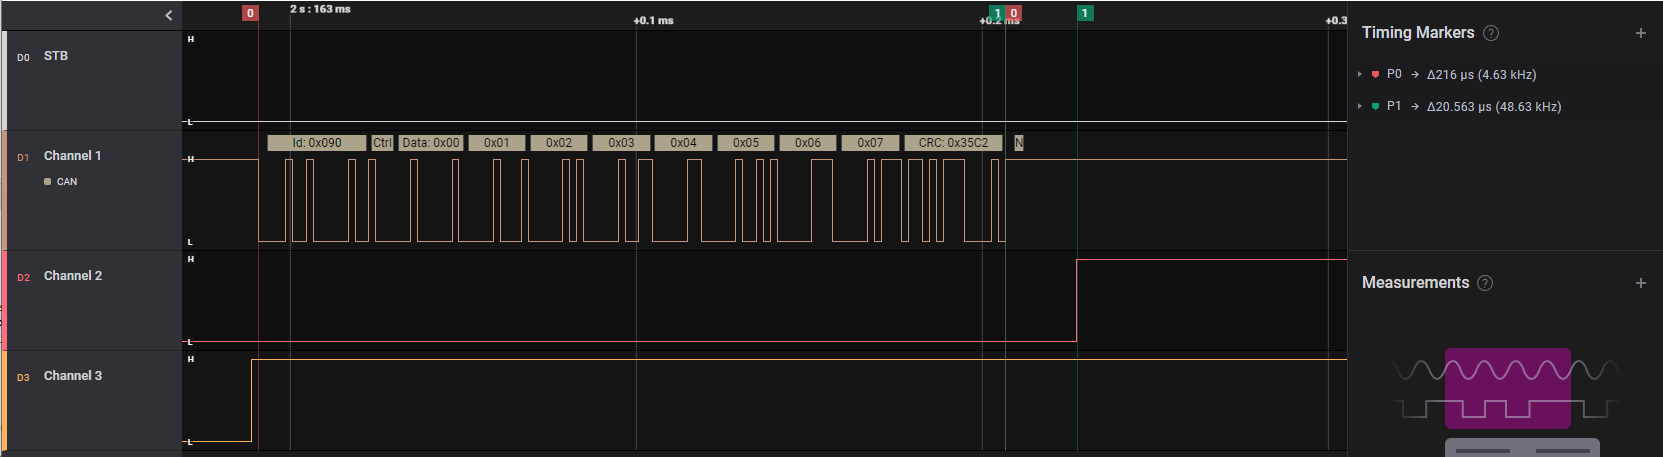 0
2 s : 163 ms
+0.1 ms
+0.2 ms
1
0
1
+0.3
D0 STB
H
L
D1 Channel 1
CAN
H
L
Id: 0x090 Ctrl Data: 0x00 0x01 0x02 0x03 0x04 0x05 0x06 0x07 CRC: 0x35C2 N
D2 Channel 2
H
L
D3 Channel 3
H
L
Timing Markers ? +
P0 → Δ216 µs (4.63 kHz)
P1 → Δ20.563 µs (48.63 kHz)
Measurements ? +